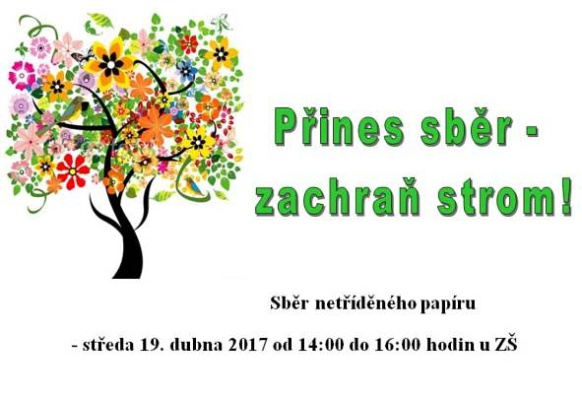 Přines sběr -
zachraň strom!
Sběr netříděného papíru
- středa 19. dubna 2017 od 14:00 do 16:00 hodin u ZŠ